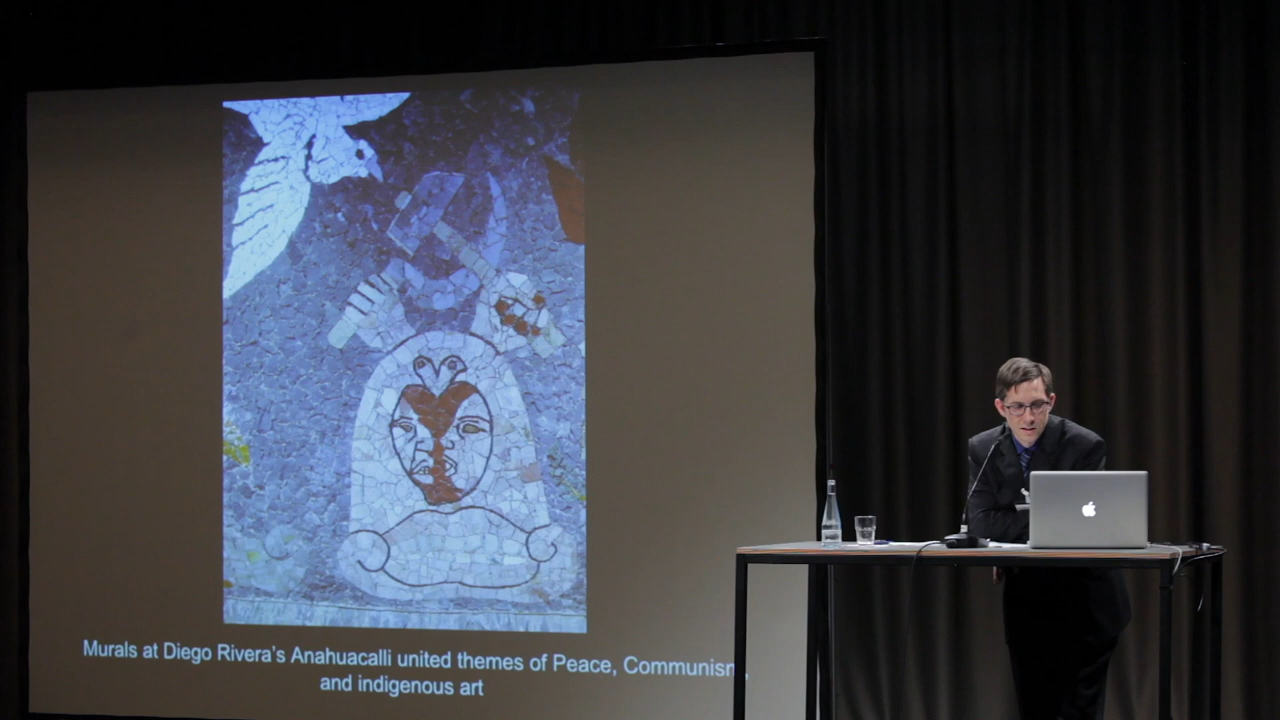 Murals at Diego Rivera's Anahuacalli united themes of Peace, Communism,
and indigenous art